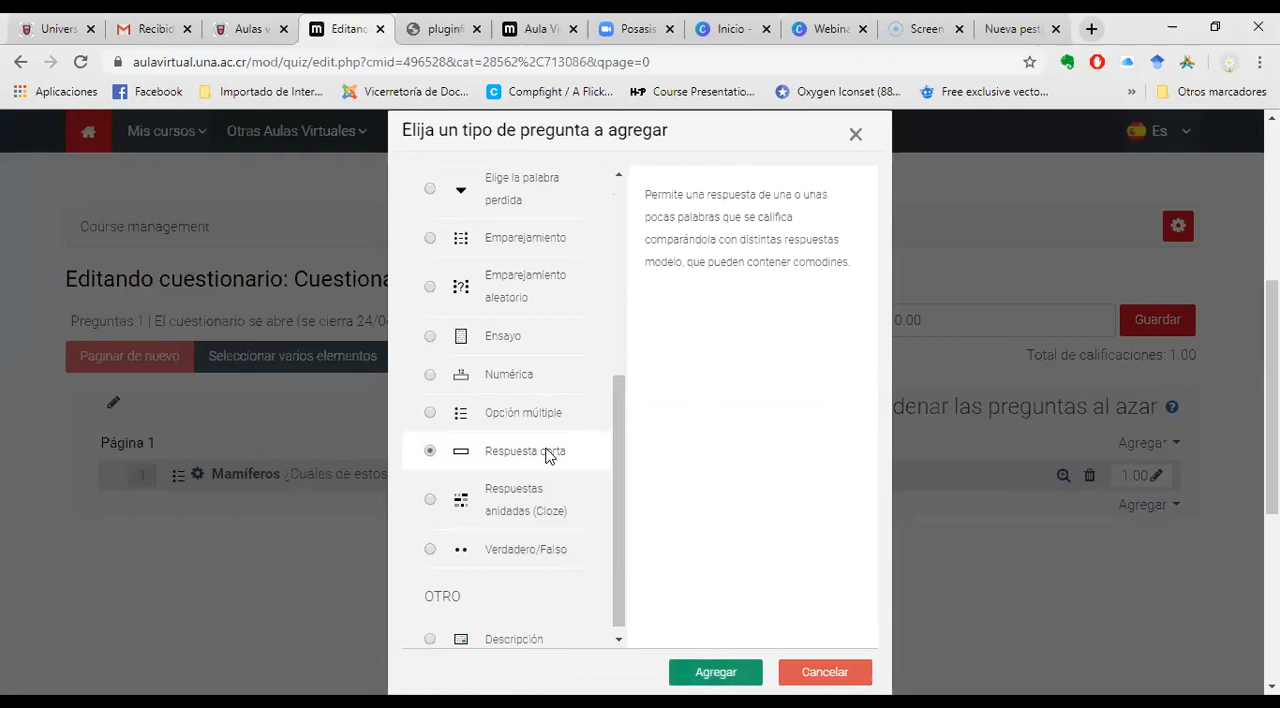 Univers
Recibid
Aulas v
Editando
pluginf
Aula Vi
Posasis
Inicio -
Webina
Screen
Nueva pest
aulavirtual.una.ac.cr/mod/quiz/edit.php?cmid=496528&cat=28562%2C713086&qpage=0
Aplicaciones
Facebook
Importado de Inter...
Vicerretoría de Doc...
Compfight / A Flick...
H-P
Course Presentatio...
Oxygen Iconset (88...
Free exclusive vecto...
»
Otros marcadores
Mis cursos
Otras Aulas Virtuales
Es
Elija un tipo de pregunta a agregar
Course management
Editando cuestionario: Cuestiona
Preguntas:1 | El cuestionario se abre (se cierra 24/0
0.00
Guardar
Paginar de nuevo
Seleccionar varios elementos
Total de calificaciones: 1.00
denar las preguntas al azar
Página 1
Agregar
1
Mamíferos ¿Cuáles de estos
1.00
Agregar
Elige la palabra
perdida
Emparejamiento
Emparejamiento
aleatorio
Ensayo
12
Numérica
Opción múltiple
Respuesta corta
Respuestas
anidadas (Cloze)
Verdadero/Falso
OTRO
Descripción
Permite una respuesta de una o unas
pocas palabras que se califica
comparándola con distintas respuestas
modelo, que pueden contener comodines.
Agregar
Cancelar